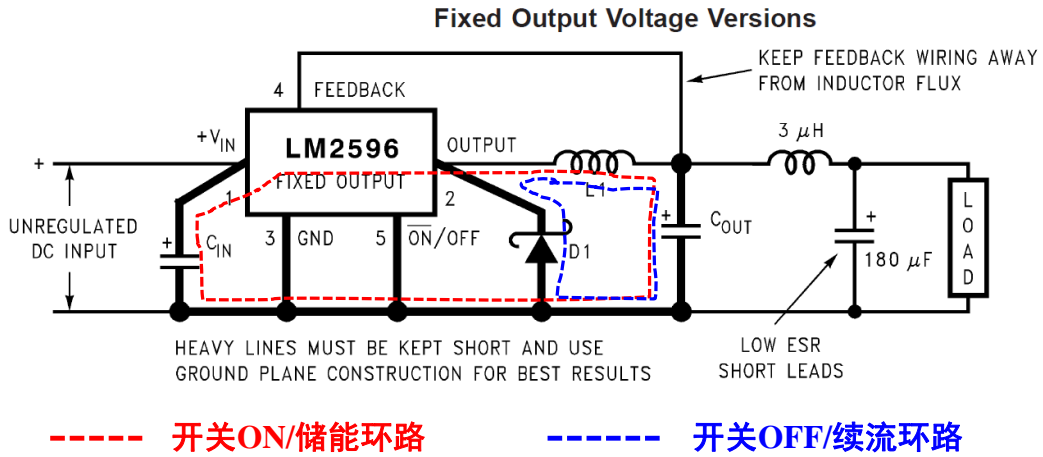 Fixed Output Voltage Versions
KEEP FEEDBACK WIRING AWAY
FROM INDUCTOR FLUX
4 FEEDBACK
+VIN
LM2596
OUTPUT
3 μH
+
FIXED OUTPUT
1
2
L1
UNREGULATED
DC INPUT
+
CIN
3 GND
5 ON/OFF
D1
+
COUT
+
180 μF
LOAD
HEAVY LINES MUST BE KEPT SHORT AND USE
GROUND PLANE CONSTRUCTION FOR BEST RESULTS
LOW ESR
SHORT LEADS
开关ON/储能环路
开关OFF/续流环路